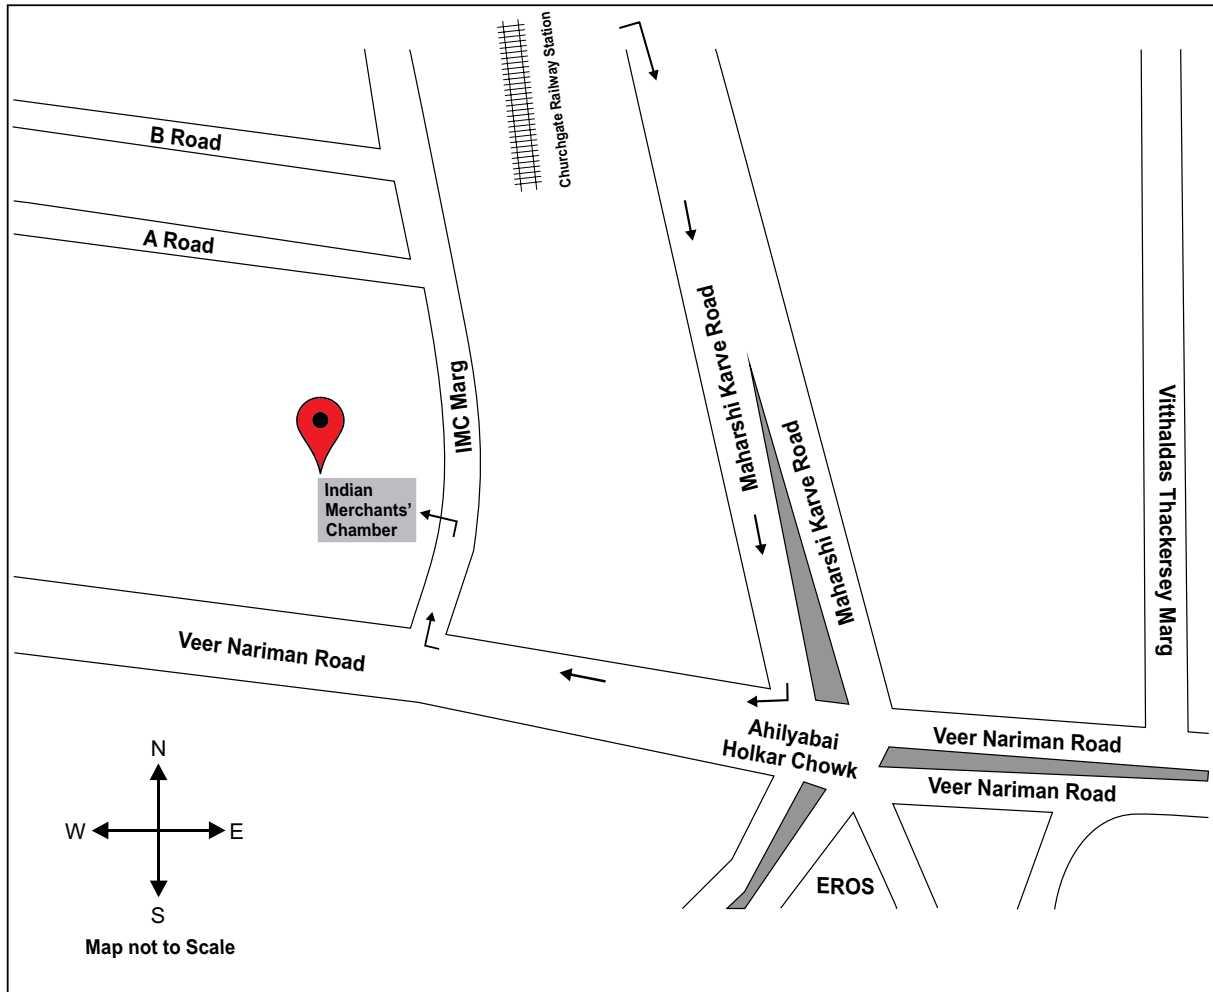 Churchgate Railway Station
B Road
A Road
IMC Marg
Maharshi Karve Road
Maharshi Karve Road
Vitthaldas Thackersey Marg
Indian
Merchants'
Chamber
Veer Nariman Road
Ahilyabai
Holkar Chowk
Veer Nariman Road
Veer Nariman Road
EROS
N
W
E
S
Map not to Scale